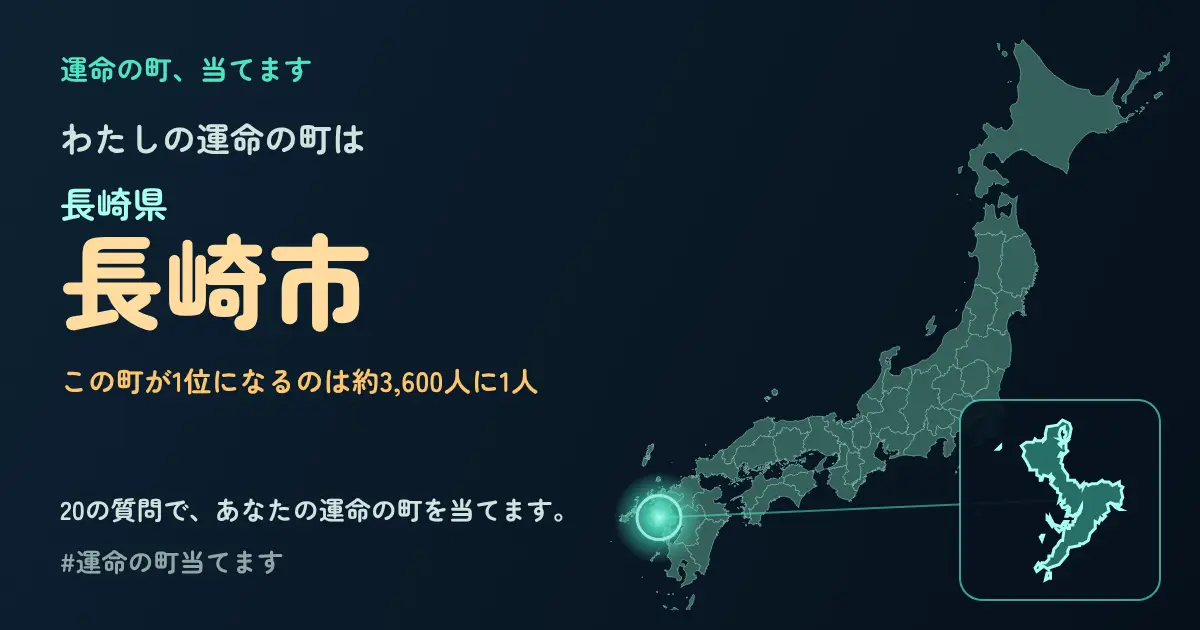 運命の町、当てます
わたしの運命の町は
長崎県
長崎市
この町が1位になるのは約3,600人に1人
20の質問で、あなたの運命の町を当てます。
#運命の町当てます